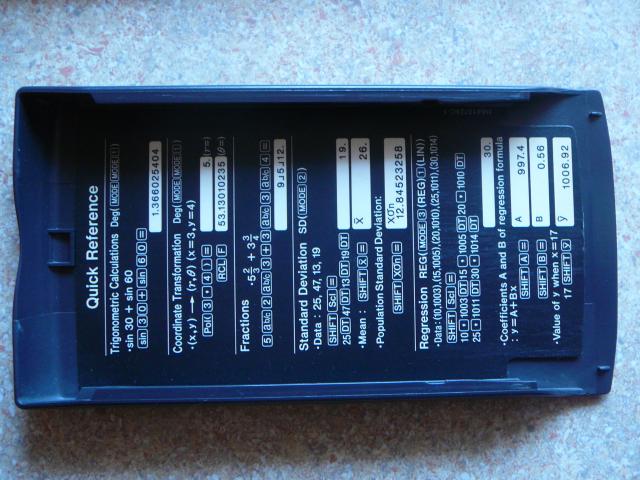 Quick Reference
Trigonometric Calculations Deg(MODE MODE 1)
·sin 30 + sin 60
sin 3 0 + sin 6 0 = 1.366025404
Coordinate Transformation Deg(MODE MODE 1)
·(x,y) → (r,θ) (x=3,y=4)
Pol( 3 , 4 ) = 5. (r=)
RCL F 53.13010235 (θ=)
Fractions
·5 2/3 + 3 3/4
5 ab/c 2 ab/c 3 + 3 ab/c 3 ab/c 4 = 9⌟5⌟12.
Standard Deviation SD(MODE 2)
·Data : 25, 47, 13, 19
SHIFT Scl =
25 DT 47 DT 13 DT 19 DT 19.
·Mean : SHIFT x̄ = x̄ 26.
·Population Standard Deviation:
SHIFT xσn = xσn 12.84523258
Regression REG(MODE 3)(REG)(1(LIN))
·Data:(10,1003),(15,1005),(20,1010),(25,1011),(30,1014)
SHIFT Scl =
10 , 1003 DT 15 , 1005 DT 20 , 1010 DT
25 , 1011 DT 30 , 1014 DT 30.
·Coefficients A and B of regression formula
: y=A+Bx
SHIFT A = A 997.4
SHIFT B = B 0.56
·Value of y when x=17
17 SHIFT ŷ ŷ 1006.92